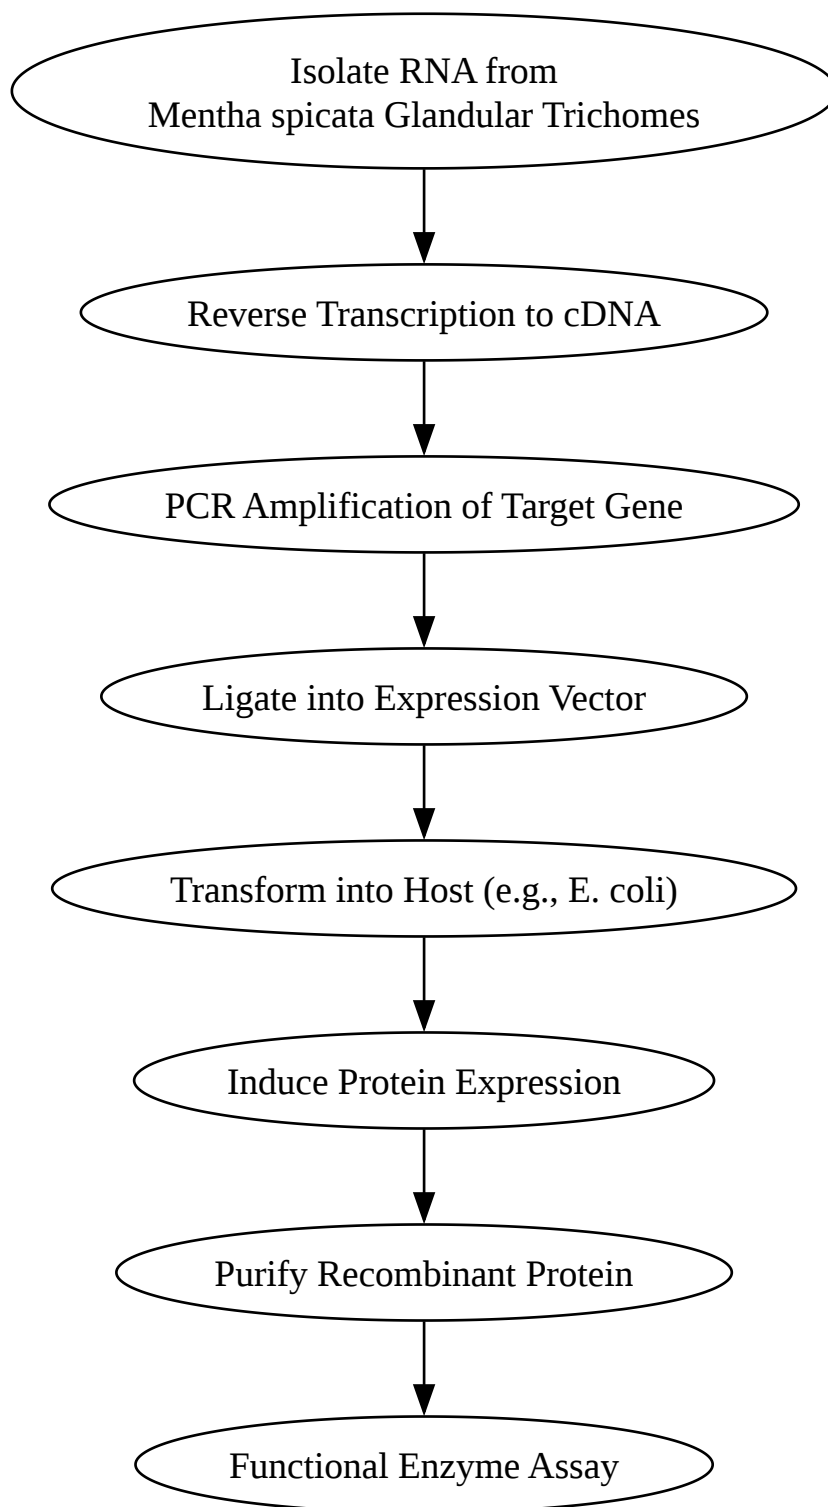 Isolate RNA from
Mentha spicata Glandular Trichomes
Reverse Transcription to cDNA
PCR Amplification of Target Gene
Ligate into Expression Vector
Transform into Host (e.g., E. coli)
Induce Protein Expression
Purify Recombinant Protein
Functional Enzyme Assay